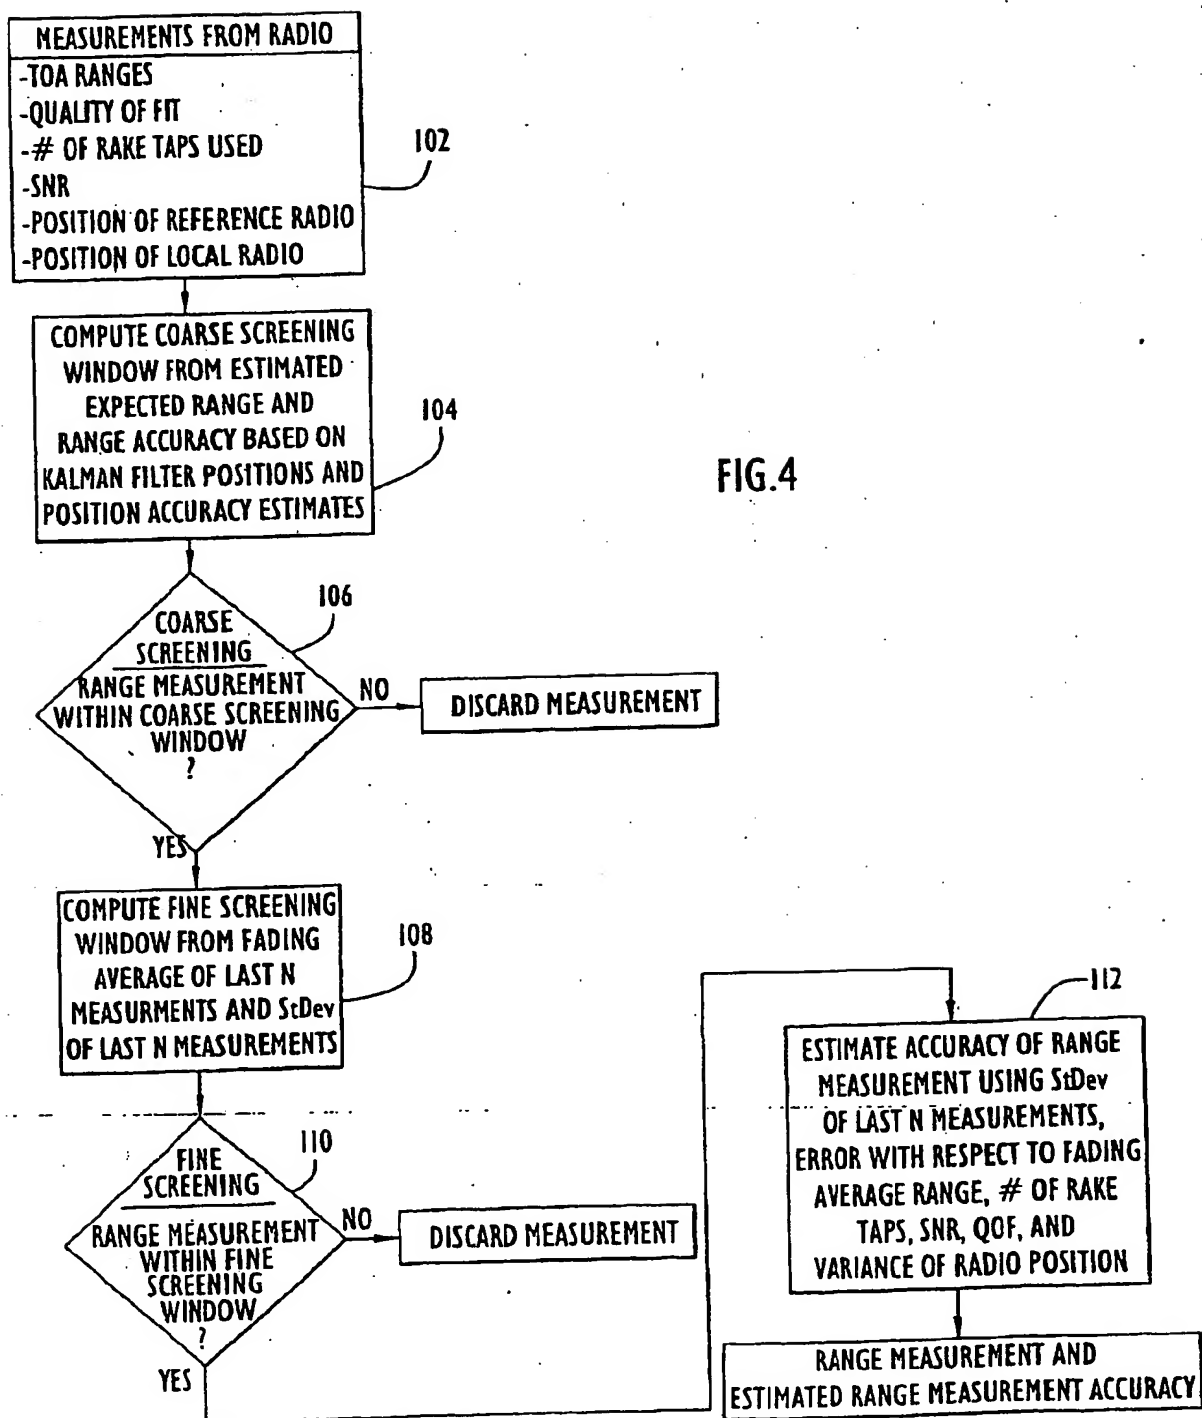 MEASUREMENTS FROM RADIO
-TOA RANGES
-QUALITY OF FIT
-# OF RAKE TAPS USED
-SNR
-POSITION OF REFERENCE RADIO
-POSITION OF LOCAL RADIO
102
COMPUTE COARSE SCREENING
WINDOW FROM ESTIMATED
EXPECTED RANGE AND
RANGE ACCURACY BASED ON
KALMAN FILTER POSITIONS AND
POSITION ACCURACY ESTIMATES
104
FIG.4
106
COARSE
SCREENING
RANGE MEASUREMENT
WITHIN COARSE SCREENING
WINDOW
?
NO
DISCARD MEASUREMENT
YES
COMPUTE FINE SCREENING
WINDOW FROM FADING
AVERAGE OF LAST N
MEASURMENTS AND StDev
OF LAST N MEASUREMENTS
108
110
FINE
SCREENING
RANGE MEASUREMENT
WITHIN FINE
SCREENING
WINDOW
?
NO
DISCARD MEASUREMENT
YES
112
ESTIMATE ACCURACY OF RANGE
MEASUREMENT USING StDev
OF LAST N MEASUREMENTS,
ERROR WITH RESPECT TO FADING
AVERAGE RANGE, # OF RAKE
TAPS, SNR, QOF, AND
VARIANCE OF RADIO POSITION
RANGE MEASUREMENT AND
ESTIMATED RANGE MEASUREMENT ACCURACY